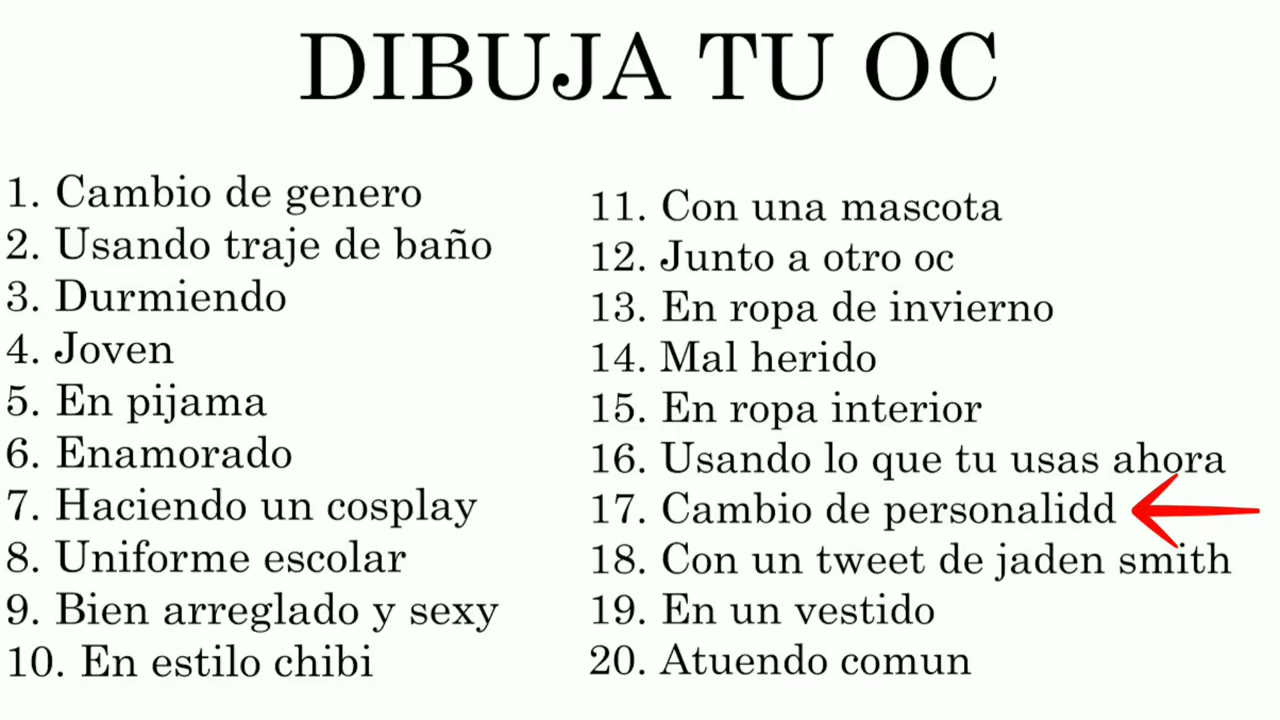 DIBUJA TU OC
1. Cambio de genero
2. Usando traje de baño
3. Durmiendo
4. Joven
5. En pijama
6. Enamorado
7. Haciendo un cosplay
8. Uniforme escolar
9. Bien arreglado y sexy
10. En estilo chibi
11. Con una mascota
12. Junto a otro oc
13. En ropa de invierno
14. Mal herido
15. En ropa interior
16. Usando lo que tu usas ahora
17. Cambio de personalidd
18. Con un tweet de jaden smith
19. En un vestido
20. Atuendo comun